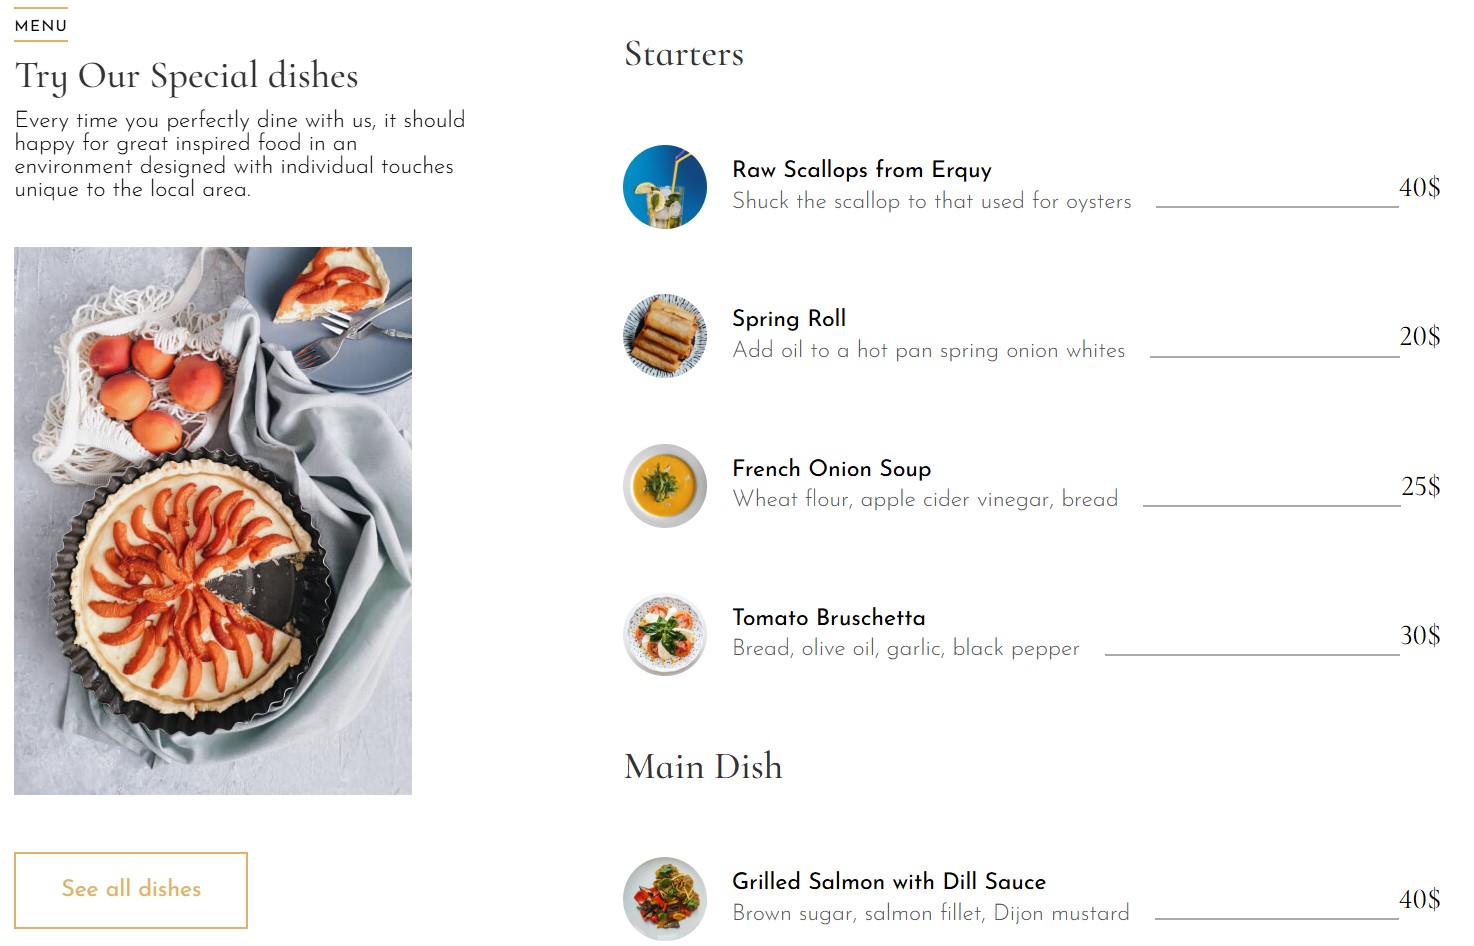 MENU
Try Our Special dishes
Every time you perfectly dine with us, it should
happy for great inspired food in an
environment designed with individual touches
unique to the local area.
See all dishes
Starters
Raw Scallops from Erquy
Shuck the scallop to that used for oysters
40$
Spring Roll
Add oil to a hot pan spring onion whites
20$
French Onion Soup
Wheat flour, apple cider vinegar, bread
25$
Tomato Bruschetta
Bread, olive oil, garlic, black pepper
30$
Main Dish
Grilled Salmon with Dill Sauce
Brown sugar, salmon fillet, Dijon mustard
40$